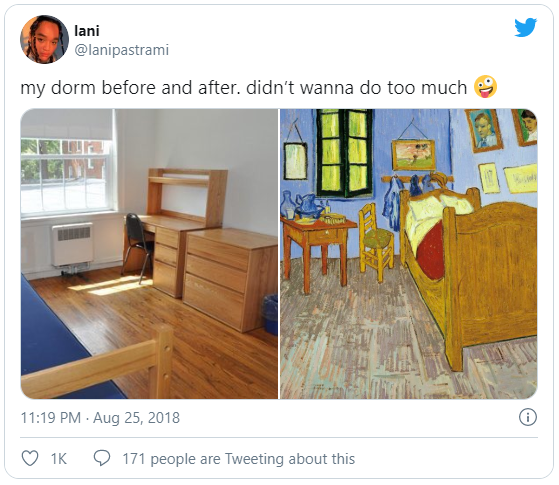 lani
@lanipastrami
my dorm before and after. didn't wanna do too much 🤪
11:19 PM · Aug 25, 2018
1K
171 people are Tweeting about this